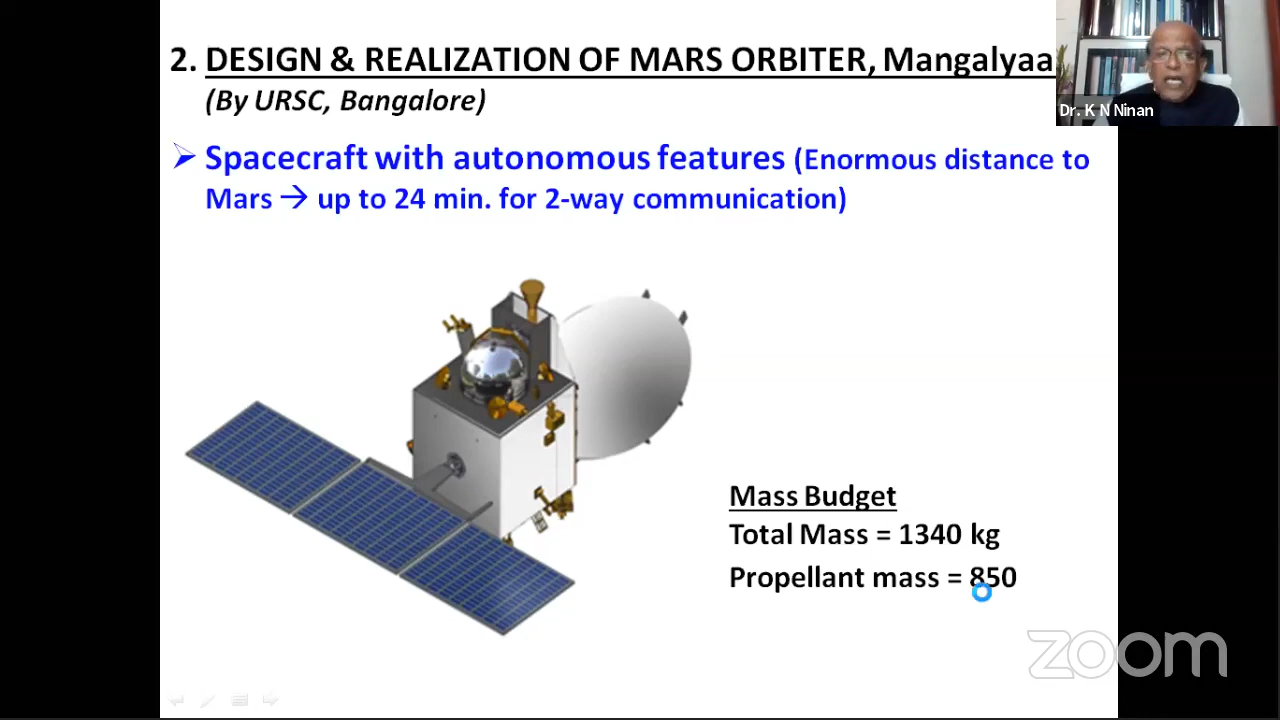 2. DESIGN & REALIZATION OF MARS ORBITER, Mangalyaa
(By URSC, Bangalore)
Dr. K N Ninan
➢ Spacecraft with autonomous features (Enormous distance to
Mars → up to 24 min. for 2-way communication)
Mass Budget
Total Mass = 1340 kg
Propellant mass = 850
zoom